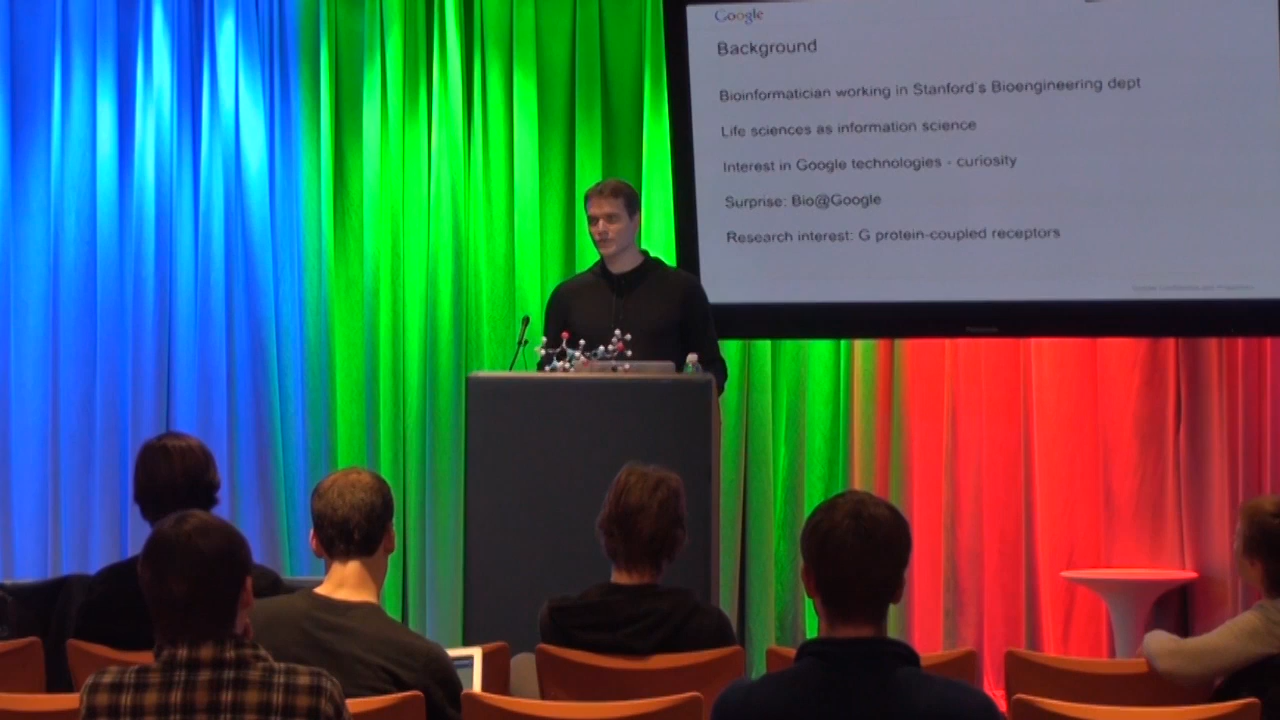 Google
Background
Bioinformatician working in Stanford's Bioengineering dept
Life sciences as information science
Interest in Google technologies - curiosity
Surprise: Bio@Google
Research interest: G protein-coupled receptors
Panasonic